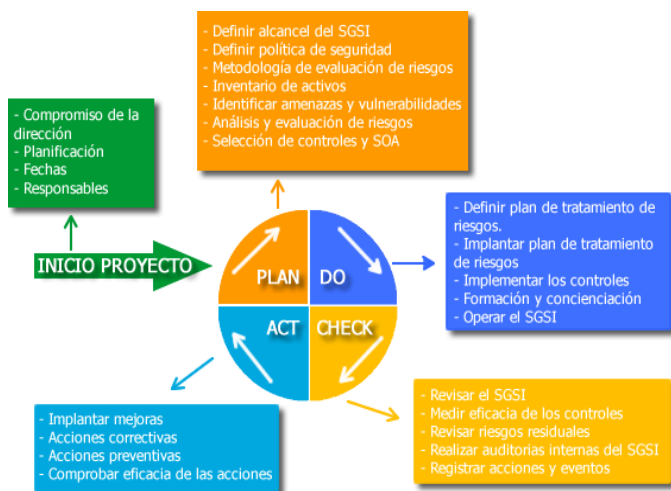 - Definir alcancel del SGSI
- Definir política de seguridad
- Metodología de evaluación de riesgos
- Inventario de activos
- Identificar amenazas y vulnerabilidades
- Análisis y evaluación de riesgos
- Selección de controles y SOA
- Compromiso de la
dirección
- Planificación
- Fechas
- Responsables
INICIO PROYECTO
PLAN
DO
ACT
CHECK
- Definir plan de tratamiento de
riesgos.
- Implantar plan de tratamiento
de riesgos
- Implementar los controles
- Formación y concienciación
- Operar el SGSI
- Implantar mejoras
- Acciones correctivas
- Acciones preventivas
- Comprobar eficacia de las acciones
- Revisar el SGSI
- Medir eficacia de los controles
- Revisar riesgos residuales
- Realizar auditorias internas del SGSI
- Registrar acciones y eventos